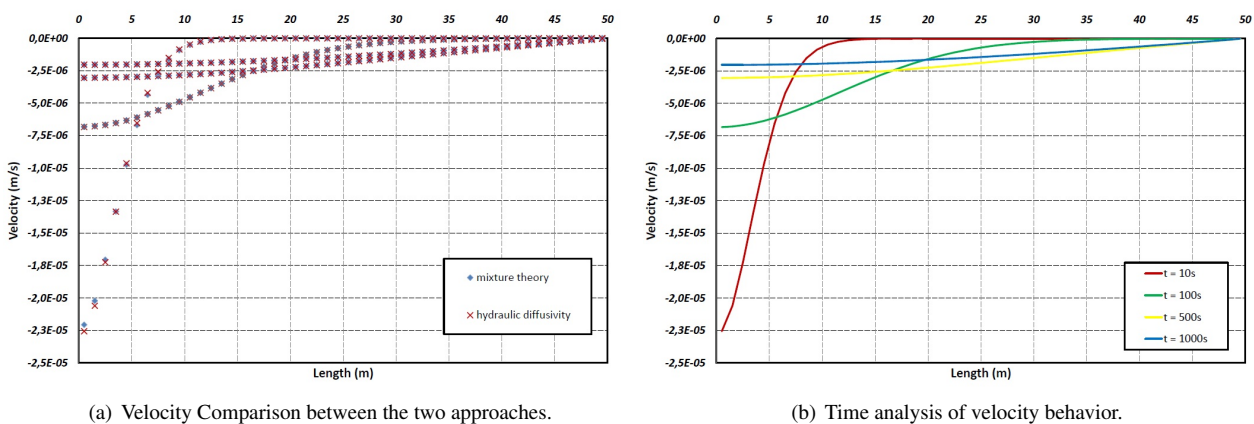 0 5 10 15 20 25 30 35 40 45 50
0,0E+00
-2,5E-06
-5,0E-06
-7,5E-06
-1,0E-05
-1,3E-05
-1,5E-05
-1,8E-05
-2,0E-05
-2,3E-05
-2,5E-05
Velocity (m/s)
mixture theory
hydraulic diffusivity
Length (m)
(a) Velocity Comparison between the two approaches.
0 5 10 15 20 25 30 35 40 45 50
0,0E+00
-2,5E-06
-5,0E-06
-7,5E-06
-1,0E-05
-1,3E-05
-1,5E-05
-1,8E-05
-2,0E-05
-2,3E-05
-2,5E-05
Velocity (m/s)
t = 10s
t = 100s
t = 500s
t = 1000s
Length (m)
(b) Time analysis of velocity behavior.